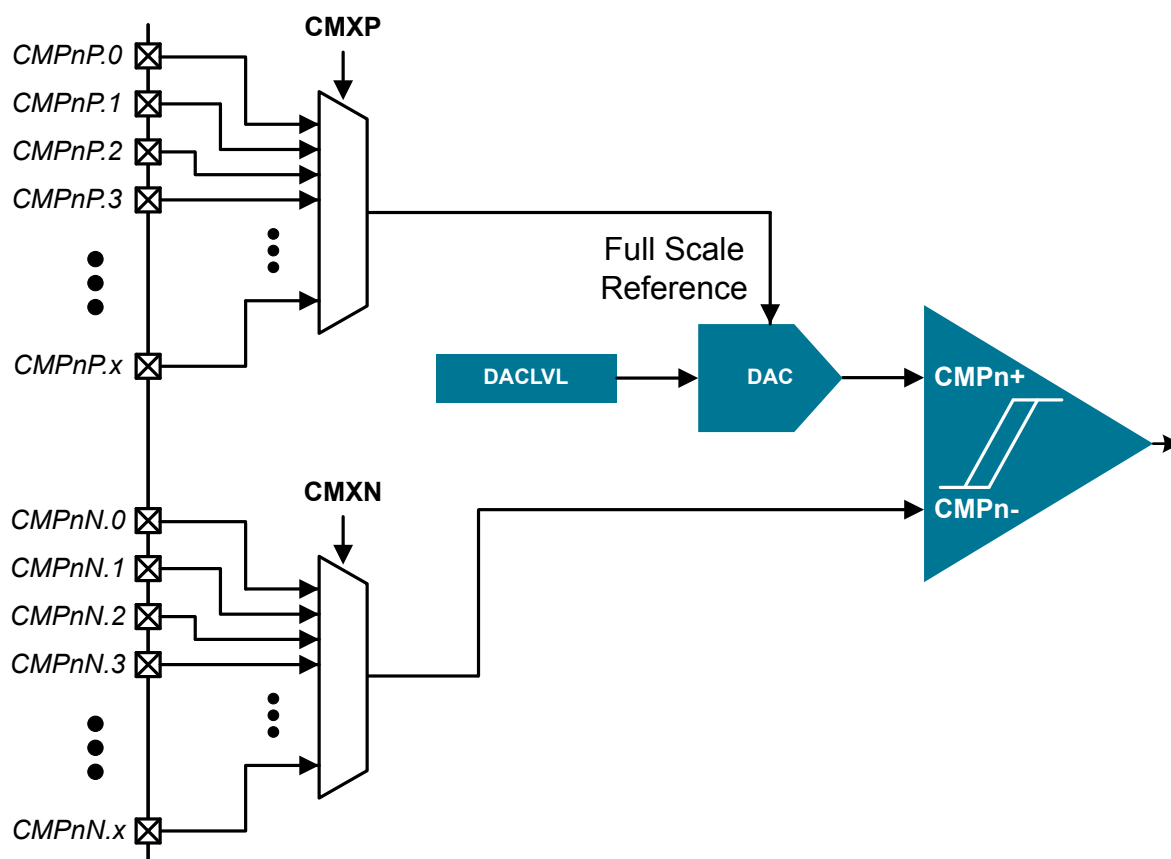 CMXP
CMPnP.0
CMPnP.1
CMPnP.2
CMPnP.3
CMPnP.x
Full Scale
Reference
DACLVL
DAC
CMPn+
CMPn-
CMXN
CMPnN.0
CMPnN.1
CMPnN.2
CMPnN.3
CMPnN.x